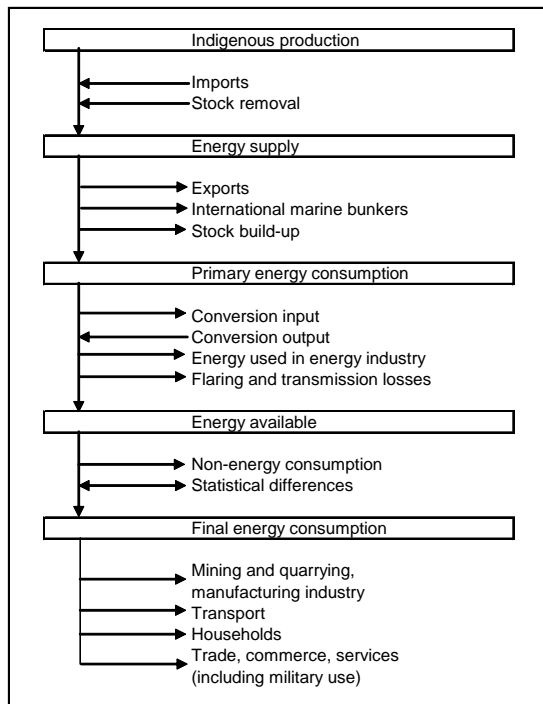 Indigenous production
Imports
Stock removal
Energy supply
Exports
International marine bunkers
Stock build-up
Primary energy consumption
Conversion input
Conversion output
Energy used in energy industry
Flaring and transmission losses
Energy available
Non-energy consumption
Statistical differences
Final energy consumption
Mining and quarrying,
manufacturing industry
Transport
Households
Trade, commerce, services
(including military use)